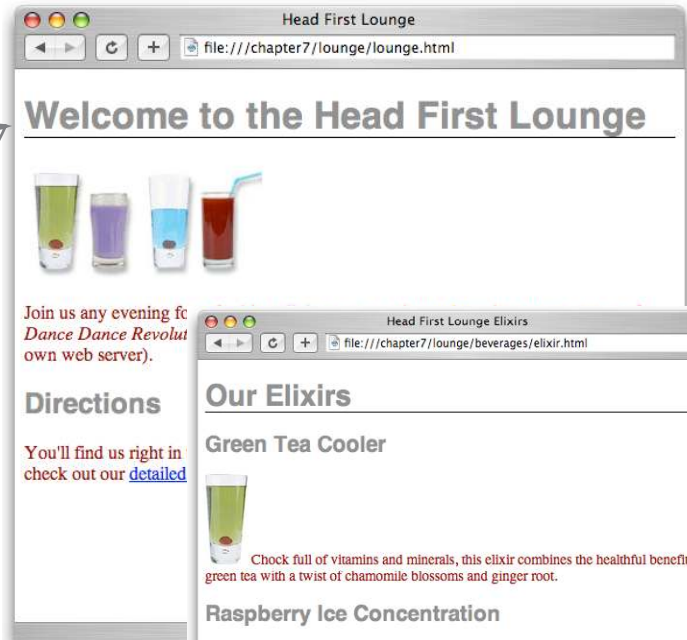 Head First Lounge
file:///chapter7/lounge/lounge.html
Welcome to the Head First Lounge
Join us any evening
Dance Dance
own web server).
Directions
You'll find us right in
check out our detailed
Head First Lounge Elixirs
file:///chapter7/lounge/beverages/elixir.html
Our Elixirs
Green Tea Cooler
Chock full of vitamins and minerals, this elixir combines the healthful
green tea with a twist of chamomile blossoms and ginger root.
Raspberry Ice Concentration